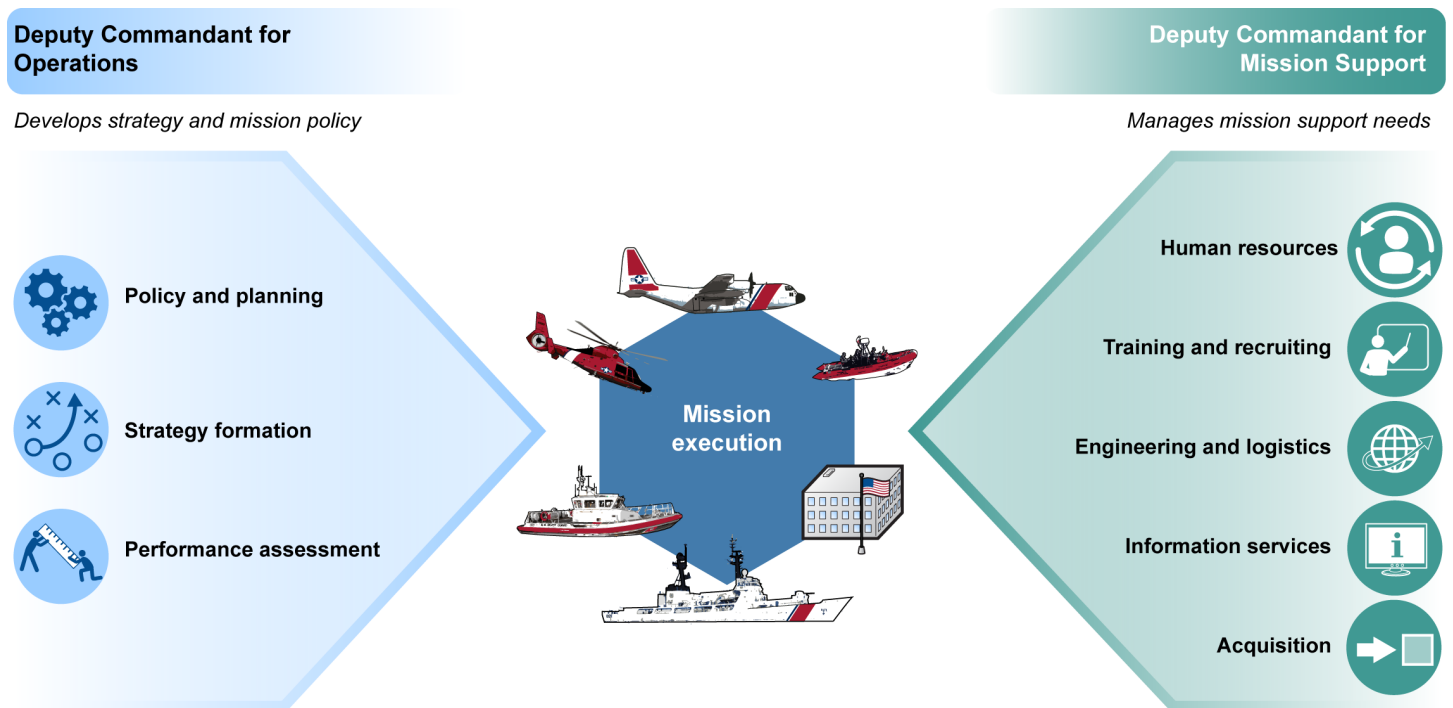 Deputy Commandant for
Operations
Develops strategy and mission policy
Policy and planning
Strategy formation
Performance assessment
Mission
execution
Deputy Commandant for
Mission Support
Manages mission support needs
Human resources
Training and recruiting
Engineering and logistics
Information services
i
Acquisition